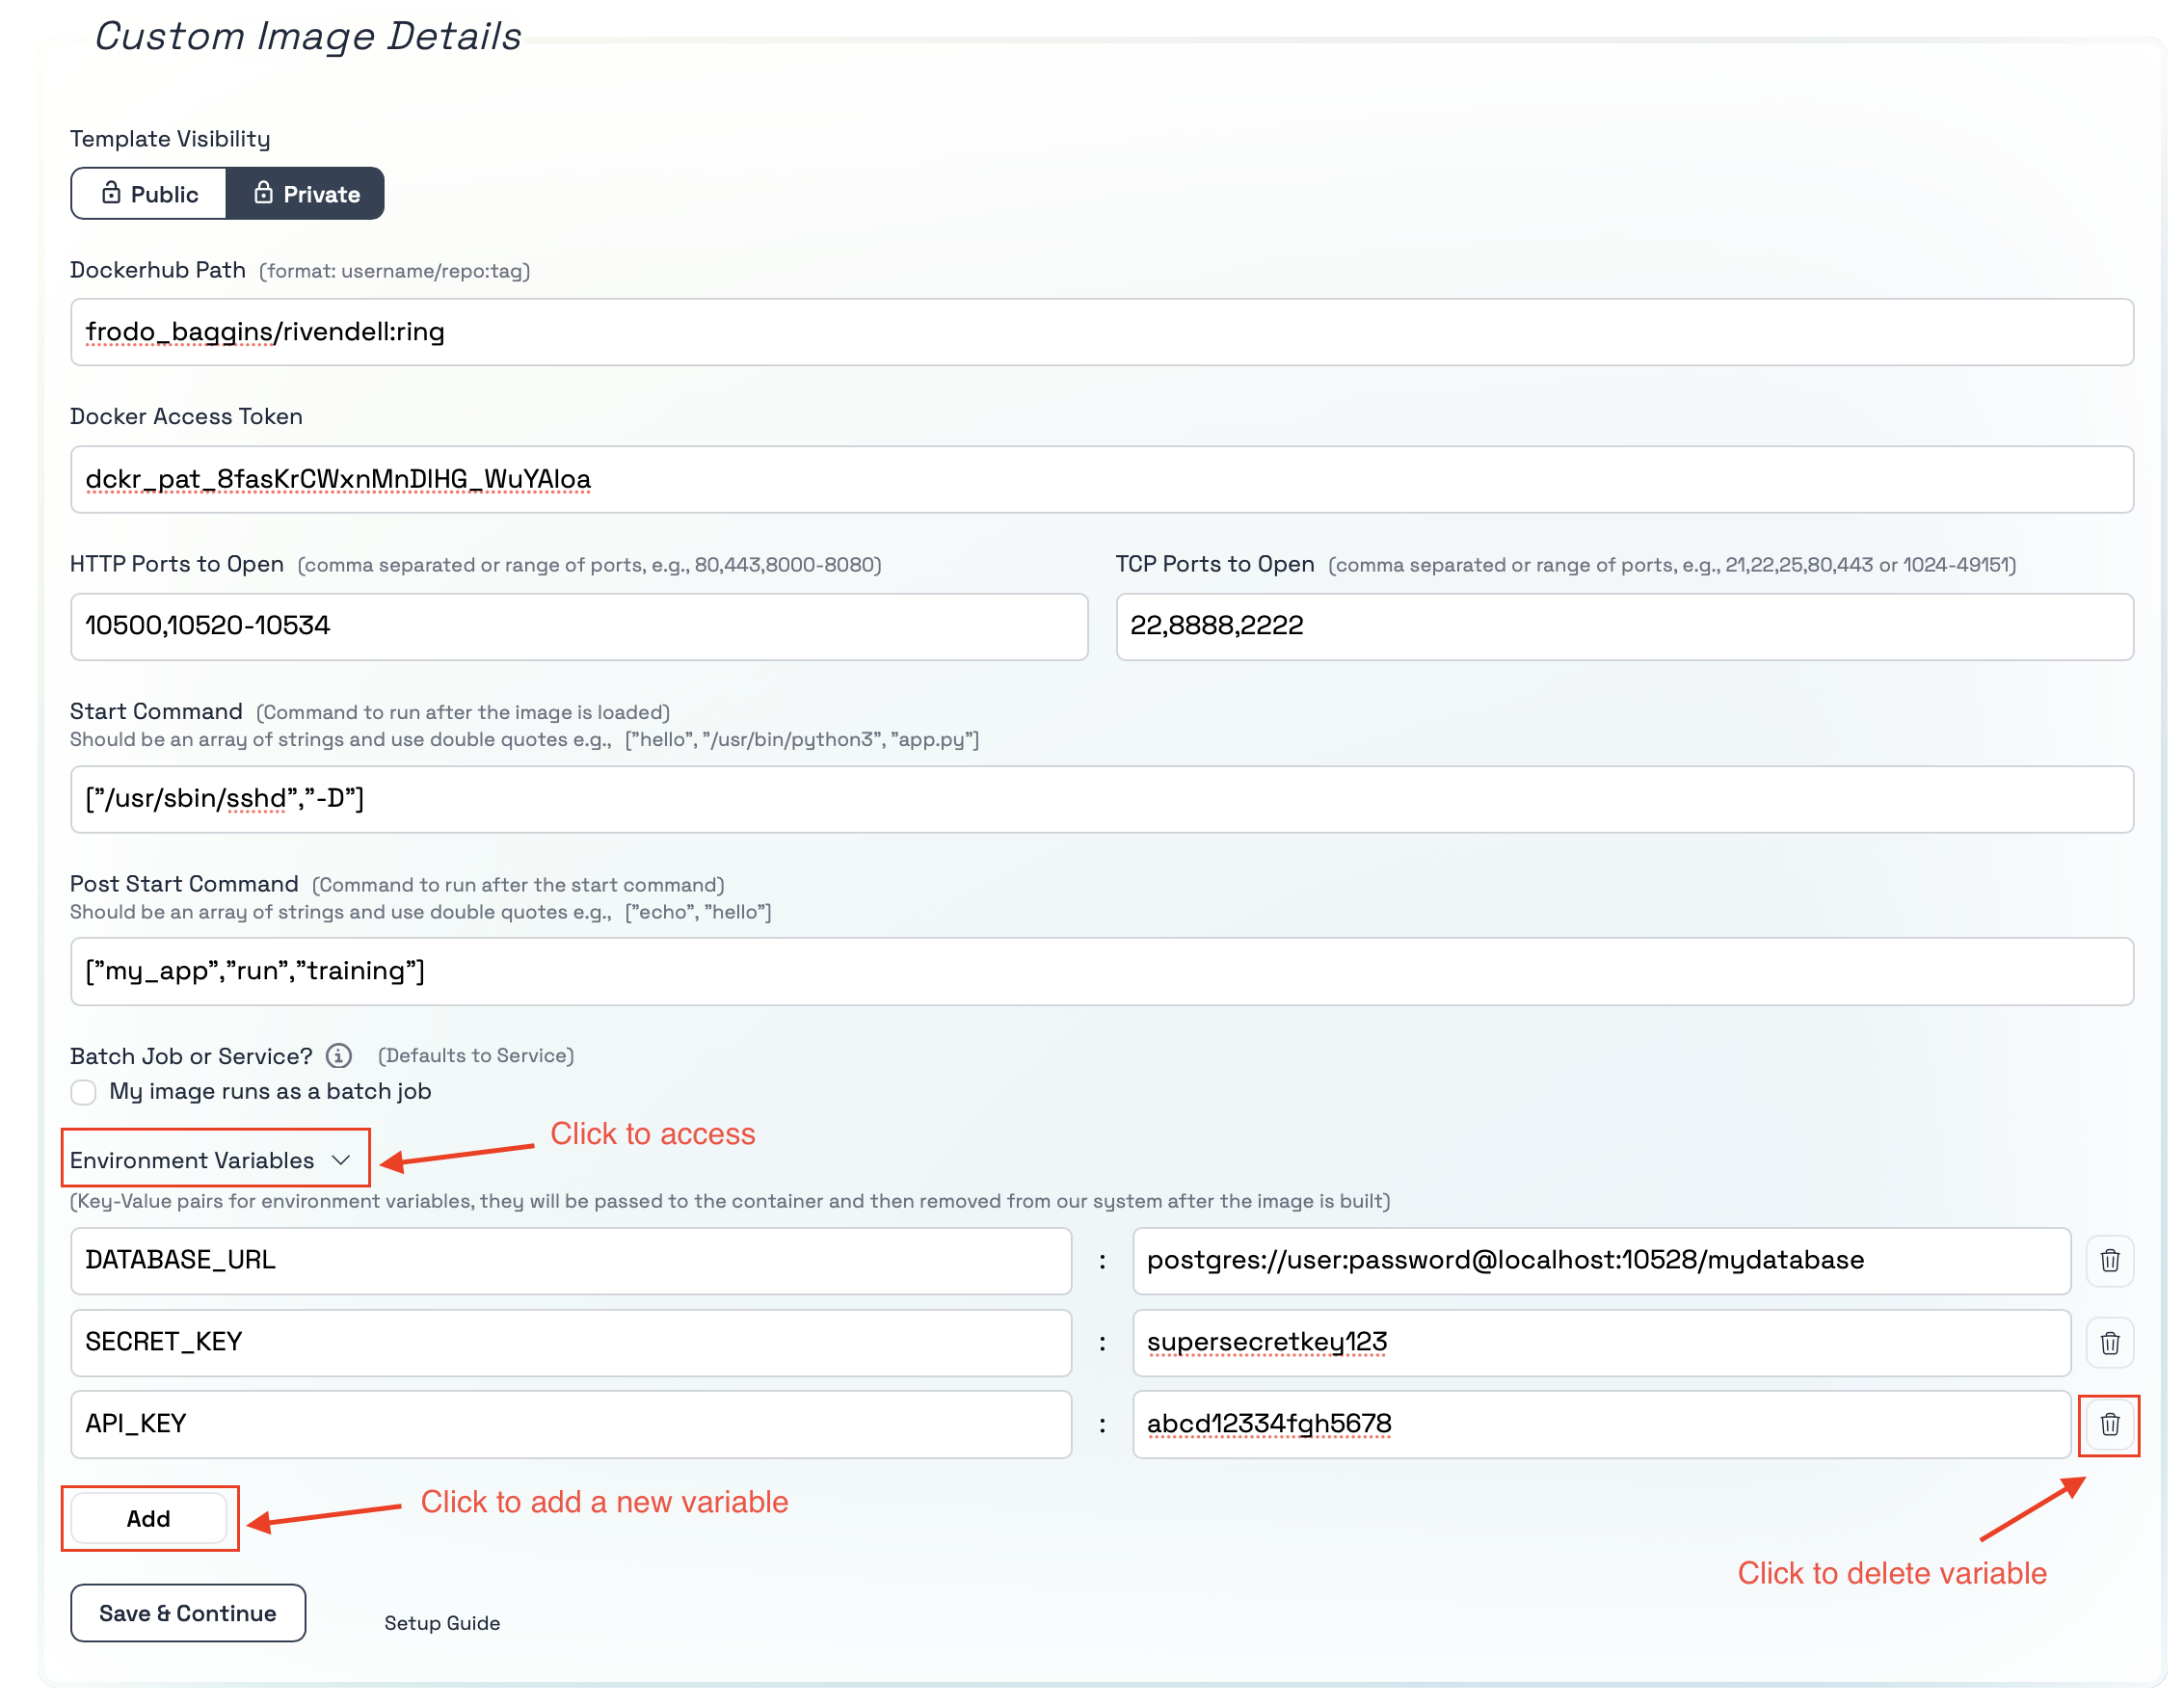 Custom Image Details
Template Visibility
Public Private
Dockerhub Path (format: username/repo:tag)
frodo_baggins/rivendell:ring
Docker Access Token
dckr_pat_8fasKrCWxnMnDlHG_WuYAloa
HTTP Ports to Open (comma separated or range of ports, e.g., 80,443,8000-8080)
10500,10520-10534
TCP Ports to Open (comma separated or range of ports, e.g., 21,22,25,80,443 or 1024-49151)
22,8888,2222
Start Command (Command to run after the image is loaded)
Should be an array of strings and use double quotes e.g., ["hello", "/usr/bin/python3", "app.py"]
["/usr/sbin/sshd","-D"]
Post Start Command (Command to run after the start command)
Should be an array of strings and use double quotes e.g., ["echo", "hello"]
["my_app","run","training"]
Batch Job or Service? (Defaults to Service)
My image runs as a batch job
Click to access
Environment Variables
(Key-Value pairs for environment variables, they will be passed to the container and then removed from our system after the image is built)
DATABASE_URL : postgres://user:password@localhost:10528/mydatabase
SECRET_KEY : supersecretkey123
API_KEY : abcd12334fgh5678
Add
Click to add a new variable
Click to delete variable
Save & Continue
Setup Guide